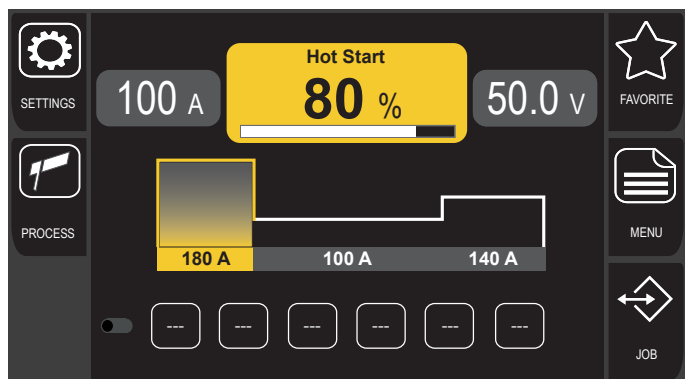 SETTINGS
PROCESS
100 A
Hot Start
80 %
50.0 V
180 A
100 A
140 A
---
---
---
---
---
---
FAVORITE
MENU
JOB